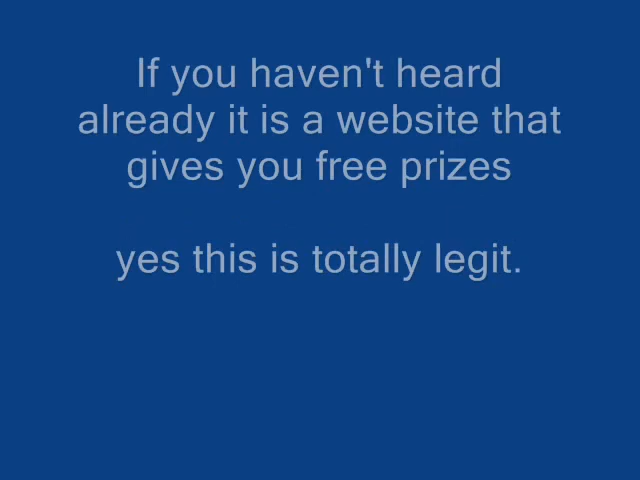 If you haven't heard
already it is a website that
gives you free prizes
yes this is totally legit.